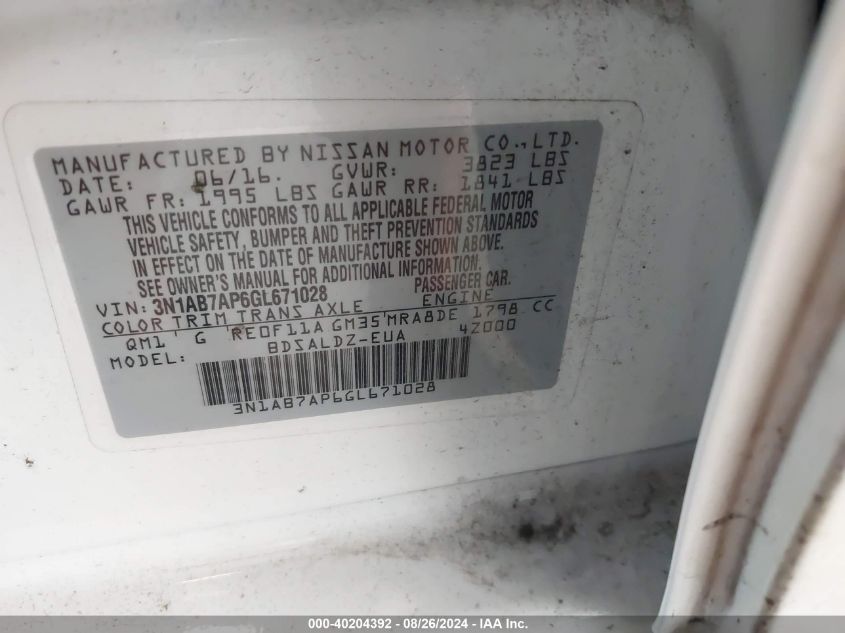 MANUFACTURED BY NISSAN MOTOR CO., LTD.
DATE: 06/16. GVWR: 3823 LBS
GAWR FR: 1995 LBS GAWR RR: 1841 LBS
THIS VEHICLE CONFORMS TO ALL APPLICABLE FEDERAL MOTOR
VEHICLE SAFETY, BUMPER AND THEFT PREVENTION STANDARDS
IN EFFECT ON THE DATE OF MANUFACTURE SHOWN ABOVE.
SEE OWNER'S MANUAL FOR ADDITIONAL INFORMATION.
VIN: 3N1AB7AP6GL671028 PASSENGER CAR.
COLOR TRIM TRANS AXLE ENGINE
QM1 G RE0F11A GM35 MRA8DE 1798 CC
MODEL: BDSALDZ-EUA 4Z000
3N1AB7AP6GL671028
000-40204392 - 08/26/2024 - IAA Inc.